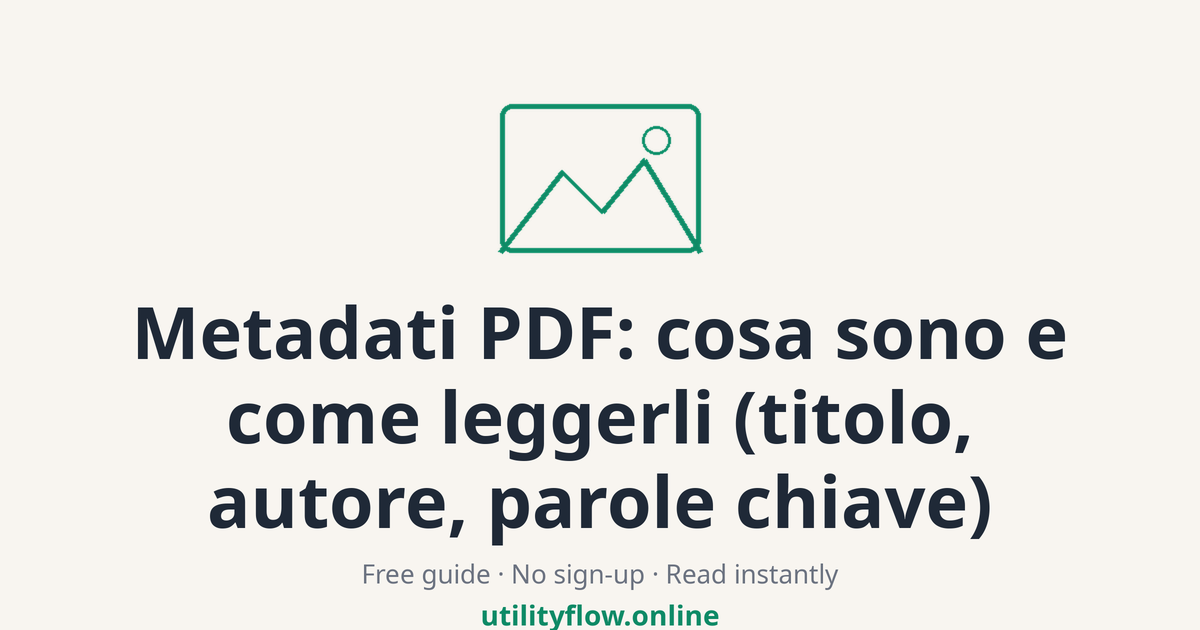 Metadati PDF: cosa sono e
come leggerli (titolo,
autore, parole chiave)
Free guide · No sign-up · Read instantly
utilityflow.online